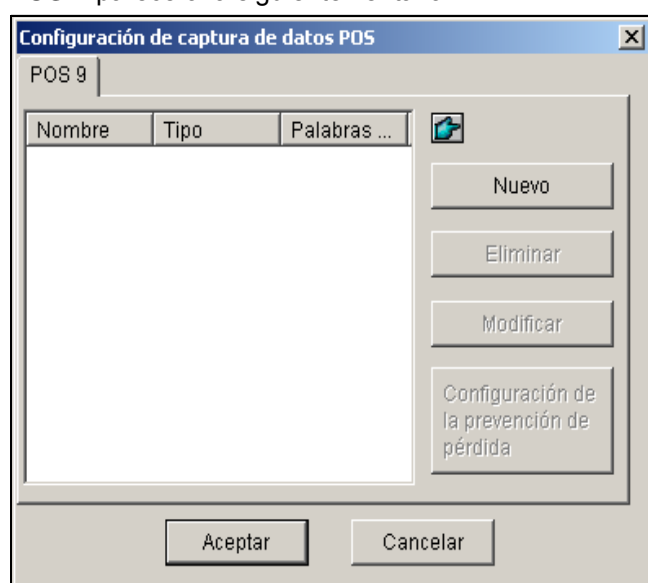 Configuración de captura de datos POS
POS 9
Nombre Tipo Palabras ...
Nuevo
Eliminar
Modificar
Configuración de
la prevención de
pérdida
Aceptar Cancelar